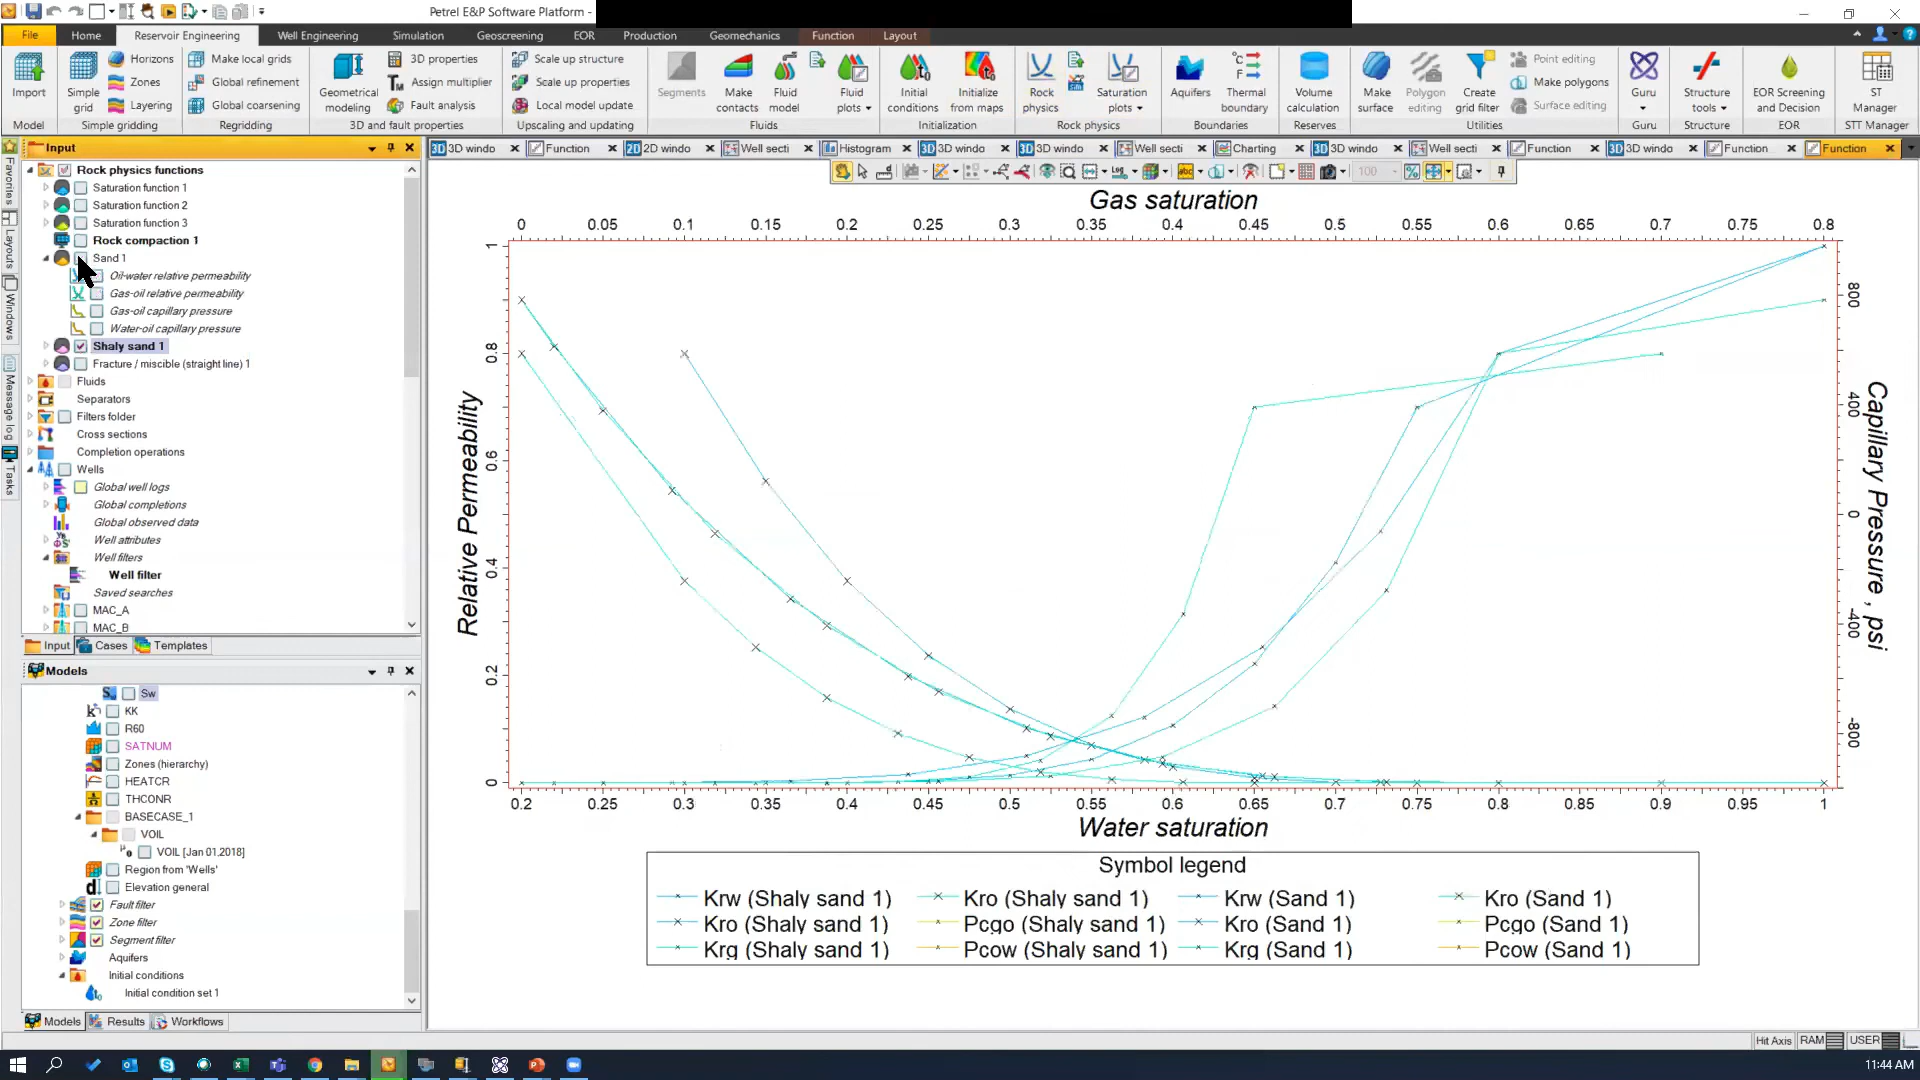 Petrel E&P Software Platform -
File Home Reservoir Engineering Well Engineering Simulation Geoscreening EOR Production Geomechanics Function Layout
Import
Model
Simple grid
Horizons
Zones
Layering
Simple gridding
Make local grids
Global refinement
Global coarsening
Regridding
Geometrical modeling
3D properties
Assign multiplier
Fault analysis
3D and fault properties
Scale up structure
Scale up properties
Local model update
Upscaling and updating
Segments
Make contacts
Fluid model
Fluid plots
Fluids
Initial conditions
Initialize from maps
Initialization
Rock physics
Saturation plots
Rock physics
Aquifers
Thermal boundary
Boundaries
Volume calculation
Reserves
Make surface
Polygon editing
Create grid filter
Point editing
Make polygons
Surface editing
Utilities
Guru
Guru
Structure tools
Structure
EOR Screening and Decision
EOR
ST Manager
STT Manager
Favorites
Layouts
Windows
Message log
Tasks
Input
Rock physics functions
Saturation function 1
Saturation function 2
Saturation function 3
Rock compaction 1
Sand 1
Oil-water relative permeability
Gas-oil relative permeability
Gas-oil capillary pressure
Water-oil capillary pressure
Shaly sand 1
Fracture / miscible (straight line) 1
Fluids
Separators
Filters folder
Cross sections
Completion operations
Wells
Global well logs
Global completions
Global observed data
Well attributes
Well filters
Well filter
Saved searches
MAC_A
MAC_B
Input Cases Templates
Models
Sw
KK
R60
SATNUM
Zones (hierarchy)
HEATCR
THCONR
BASECASE_1
VOIL
VOIL [Jan 01,2018]
Region from 'Wells'
Elevation general
Fault filter
Zone filter
Segment filter
Aquifers
Initial conditions
Initial condition set 1
Models Results Workflows
3D windo Function 2D windo Well secti Histogram 3D windo 3D windo Well secti Charting 3D windo Well secti Function 3D windo Function Function
100
Gas saturation
0 0.05 0.1 0.15 0.2 0.25 0.3 0.35 0.4 0.45 0.5 0.55 0.6 0.7 0.75 0.8
Relative Permeability
1
0.8
0.6
0.4
0.2
0
Capillary Pressure , psi
800
400
0
-400
-800
0.2 0.25 0.3 0.35 0.4 0.45 0.5 0.55 0.6 0.65 0.7 0.75 0.8 0.85 0.9 0.95 1
Water saturation
Symbol legend
Krw (Shaly sand 1) Kro (Shaly sand 1) Krw (Sand 1) Kro (Sand 1)
Kro (Shaly sand 1) Pcgo (Shaly sand 1) Kro (Sand 1) Pcgo (Sand 1)
Krg (Shaly sand 1) Pcow (Shaly sand 1) Krg (Sand 1) Pcow (Sand 1)
Hit Axis RAM USER
11:44 AM